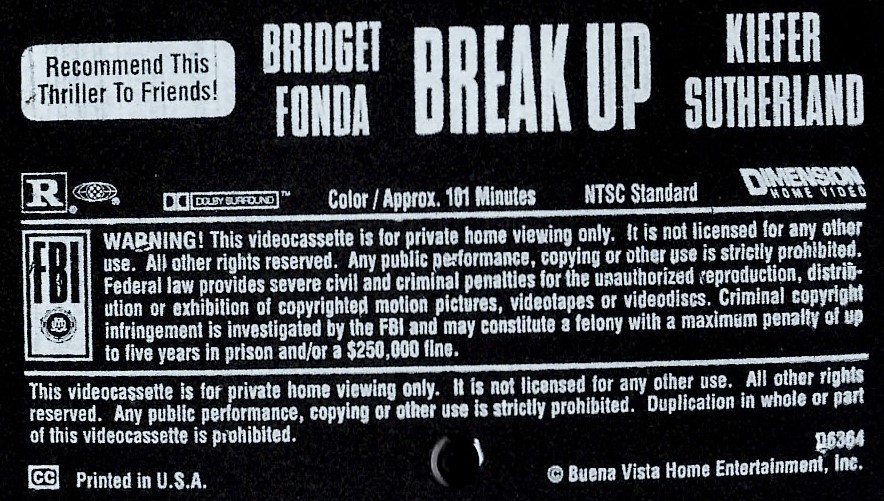 Recommend This
Thriller To Friends!
BRIDGET
FONDA
BREAK UP
KIEFER
SUTHERLAND
R
DOLBY SURROUND™
Color / Approx. 101 Minutes
NTSC Standard
DIMENSION
HOME VIDEO
FBI
WARNING! This videocassette is for private home viewing only. It is not licensed for any other
use. All other rights reserved. Any public performance, copying or other use is strictly prohibited.
Federal law provides severe civil and criminal penalties for the unauthorized reproduction, distrib-
ution or exhibition of copyrighted motion pictures, videotapes or videodiscs. Criminal copyright
infringement is investigated by the FBI and may constitute a felony with a maximum penalty of up
to five years in prison and/or a $250,000 fine.
This videocassette is for private home viewing only. It is not licensed for any other use. All other rights
reserved. Any public performance, copying or other use is strictly prohibited. Duplication in whole or part
of this videocassette is prohibited.
D6364
CC Printed in U.S.A.
© Buena Vista Home Entertainment, Inc.